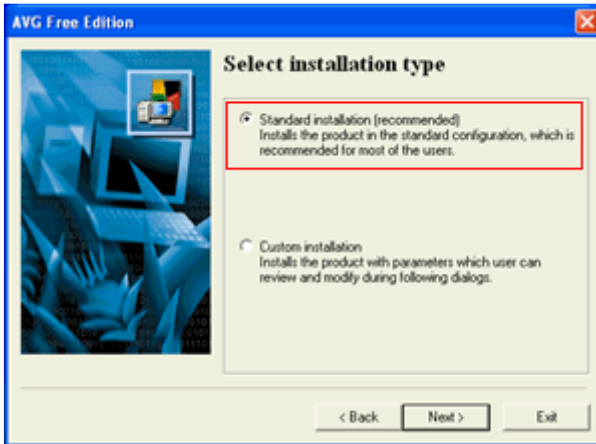 AVG Free Edition
Select installation type
Standard installation (recommended)
Installs the product in the standard configuration, which is
recommended for most of the users.
Custom installation
Installs the product with parameters which user can
review and modify during following dialogs.
< Back
Next >
Exit